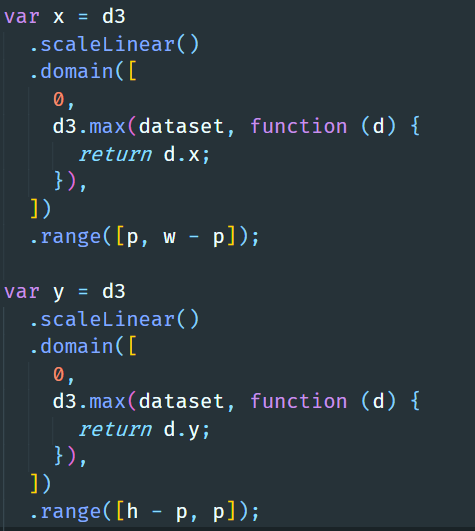 var x = d3
.scaleLinear()
.domain([
0,
d3.max(dataset, function (d) {
return d.x;
}),
])
.range([p, w - p]);
var y = d3
.scaleLinear()
.domain([
0,
d3.max(dataset, function (d) {
return d.y;
}),
])
.range([h - p, p]);